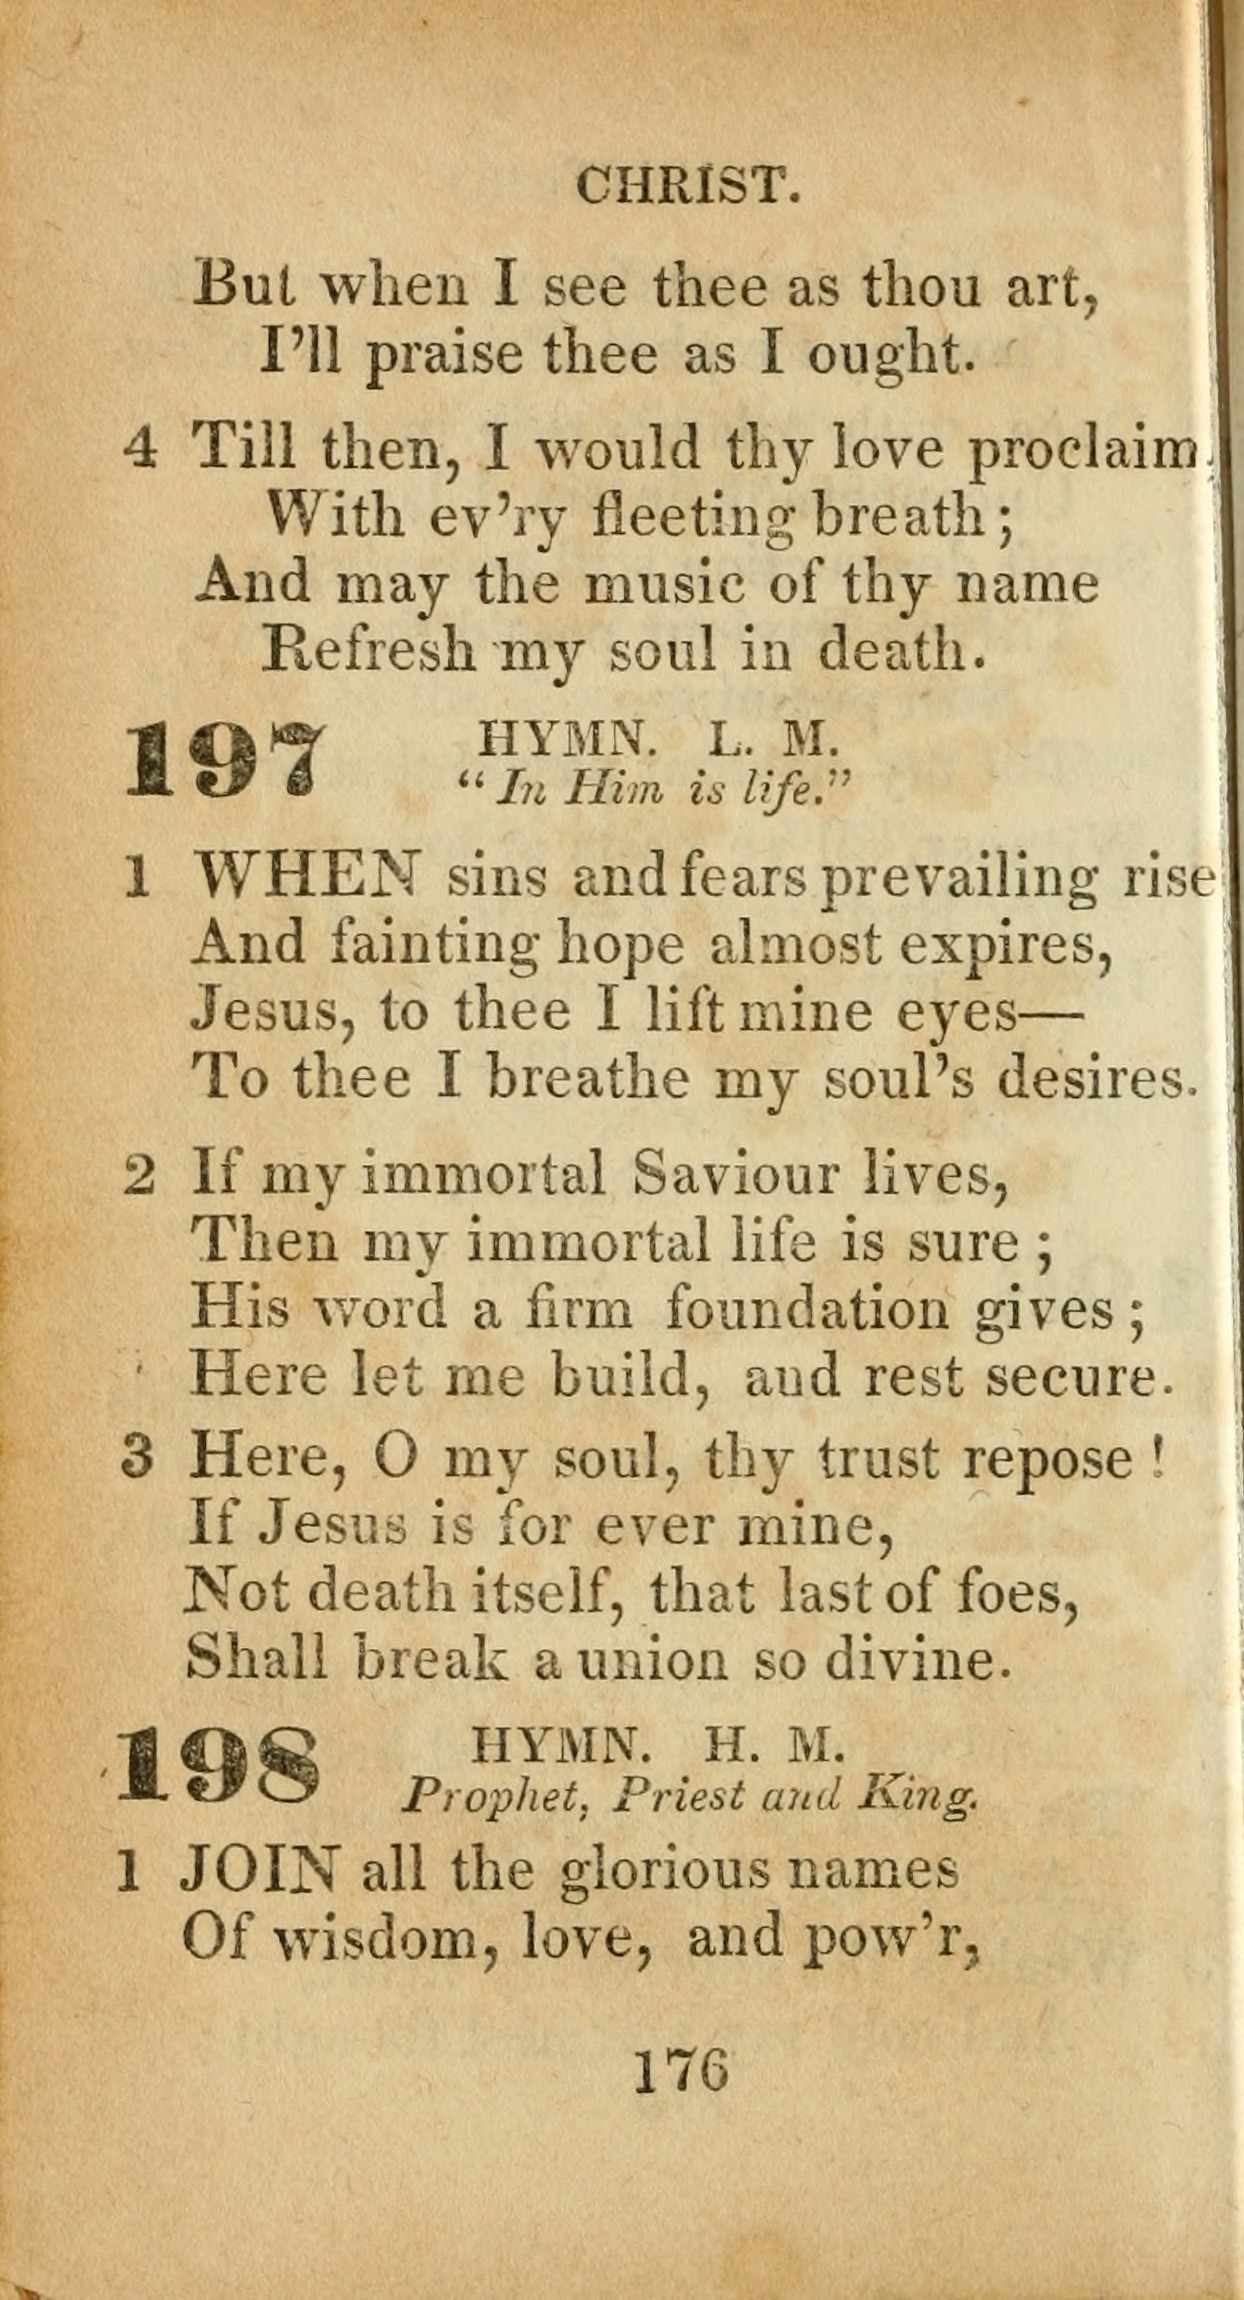 CHRIST.
But when I see thee as thou art,
I'll praise thee as I ought.
4 Till then, I would thy love proclaim,
With ev'ry fleeting breath;
And may the music of thy name
Refresh my soul in death.
197 HYMN. L. M.
"In Him is life."
1 WHEN sins and fears prevailing rise
And fainting hope almost expires,
Jesus, to thee I lift mine eyes—
To thee I breathe my soul's desires.
2 If my immortal Saviour lives,
Then my immortal life is sure;
His word a firm foundation gives;
Here let me build, and rest secure.
3 Here, O my soul, thy trust repose!
If Jesus is for ever mine,
Not death itself, that last of foes,
Shall break a union so divine.
198 HYMN. H. M.
Prophet, Priest and King.
1 JOIN all the glorious names
Of wisdom, love, and pow'r,
176